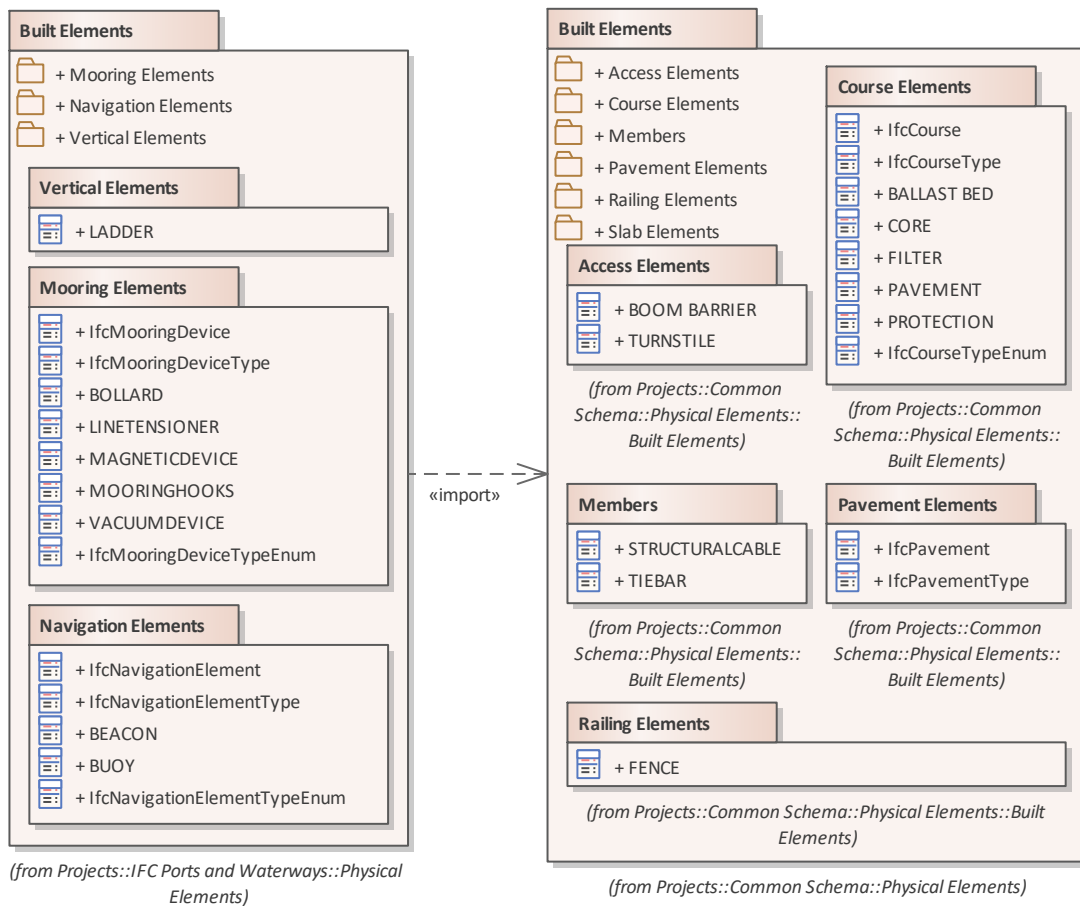 Built Elements
+ Mooring Elements
+ Navigation Elements
+ Vertical Elements
Vertical Elements
+ LADDER
Mooring Elements
+ IfcMooringDevice
+ IfcMooringDeviceType
+ BOLLARD
+ LINETENSIONER
+ MAGNETICDEVICE
+ MOORINGHOOKS
+ VACUUMDEVICE
+ IfcMooringDeviceTypeEnum
Navigation Elements
+ IfcNavigationElement
+ IfcNavigationElementType
+ BEACON
+ BUOY
+ IfcNavigationElementTypeEnum
(from Projects::IFC Ports and Waterways::Physical
Elements)
«import»
Built Elements
+ Access Elements
+ Course Elements
+ Members
+ Pavement Elements
+ Railing Elements
+ Slab Elements
Access Elements
+ BOOM BARRIER
+ TURNSTILE
(from Projects::Common
Schema::Physical Elements::
Built Elements)
Course Elements
+ IfcCourse
+ IfcCourseType
+ BALLAST BED
+ CORE
+ FILTER
+ PAVEMENT
+ PROTECTION
+ IfcCourseTypeEnum
(from Projects::Common
Schema::Physical Elements::
Built Elements)
Members
+ STRUCTURALCABLE
+ TIEBAR
(from Projects::Common
Schema::Physical Elements::
Built Elements)
Pavement Elements
+ IfcPavement
+ IfcPavementType
(from Projects::Common
Schema::Physical Elements::
Built Elements)
Railing Elements
+ FENCE
(from Projects::Common Schema::Physical Elements::Built
Elements)
(from Projects::Common Schema::Physical Elements)